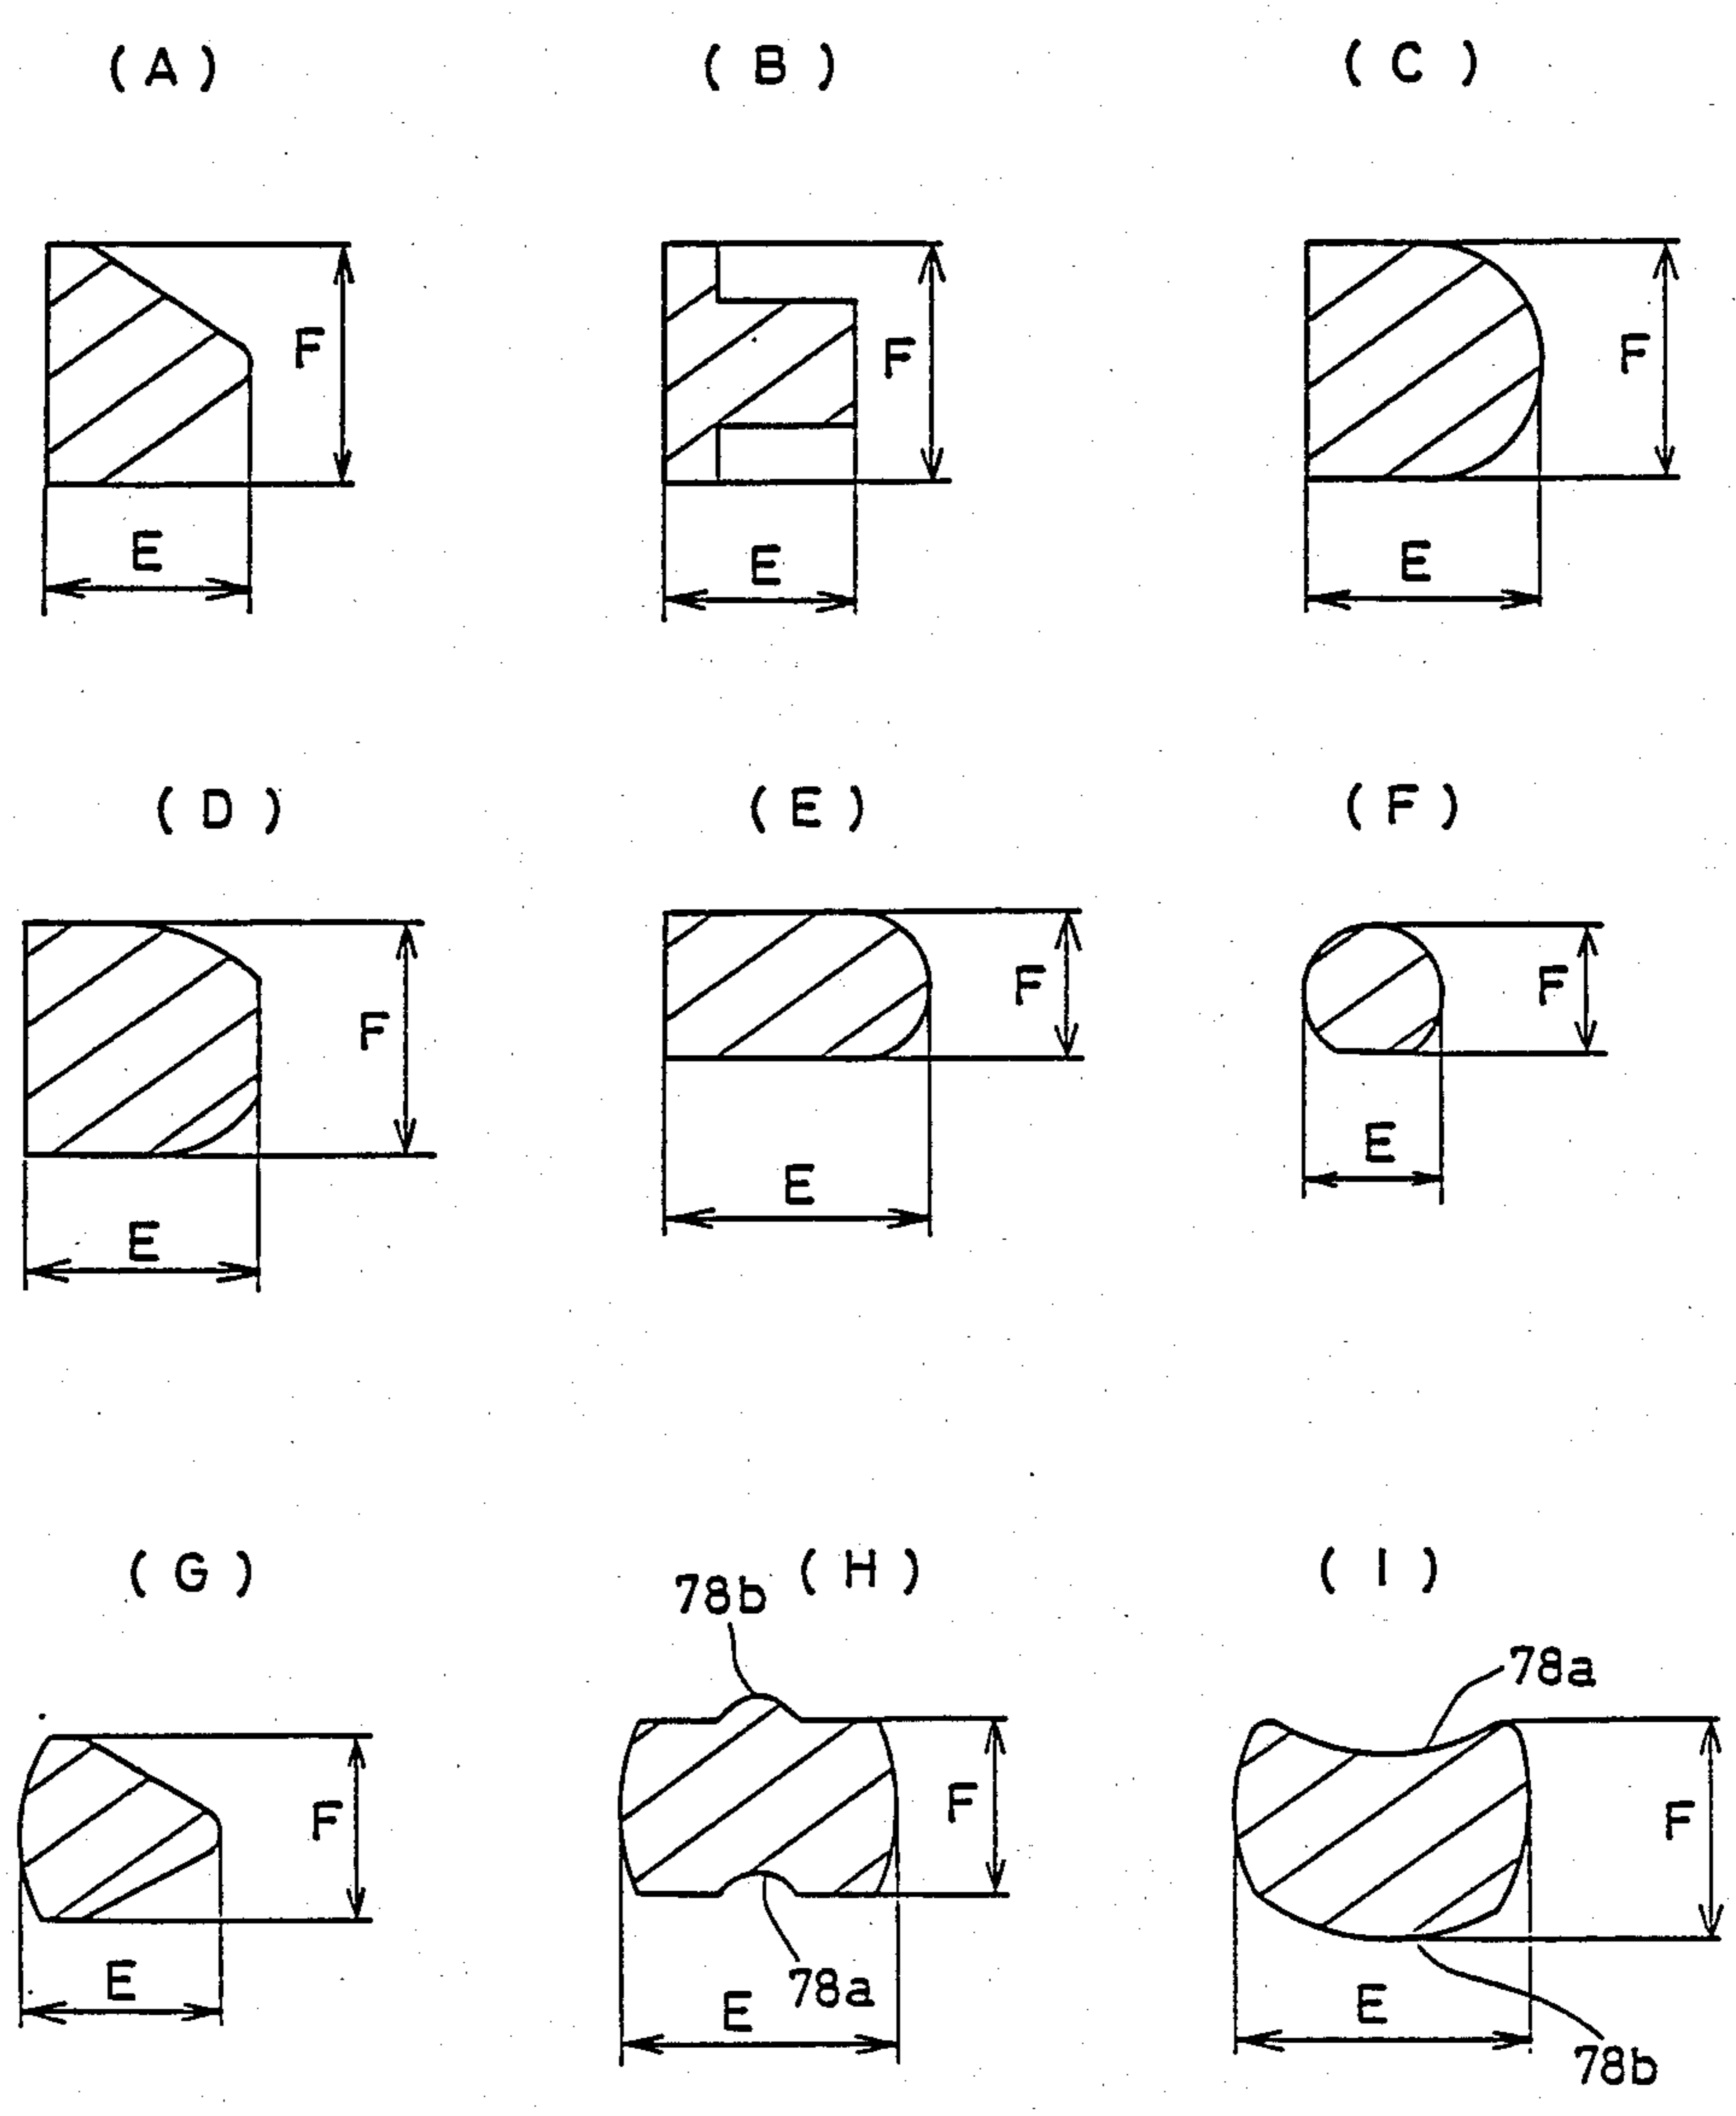 (A) (B) (C)
F F F
E E E
(D) (E) (F)
F F F
E E E
(G) (H) (I)
78b
78a
F F F
78a
E E E
78b